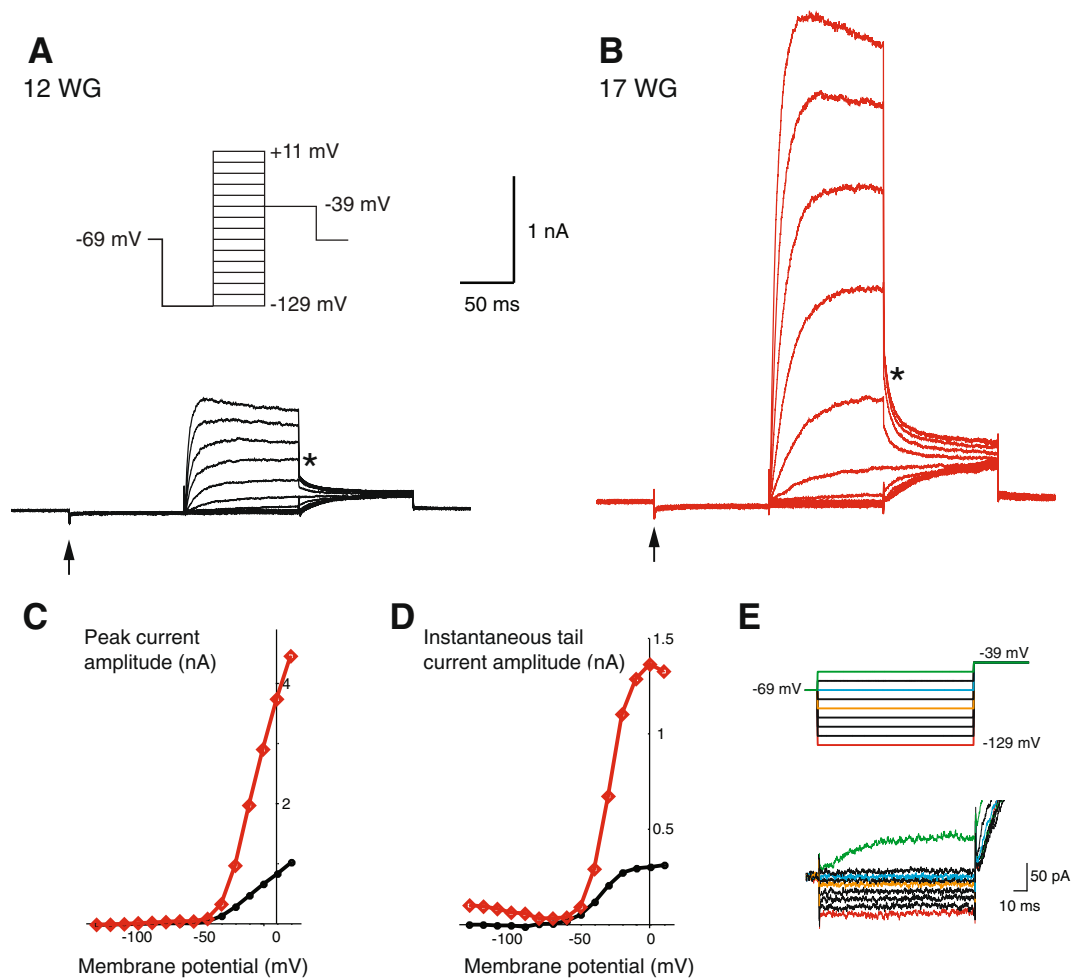 A
12 WG
+11 mV
-39 mV
-69 mV
-129 mV
1 nA
50 ms
*
B
17 WG
*
C
Peak current
amplitude (nA)
4
2
-100
-50
0
Membrane potential (mV)
D
Instantaneous tail
current amplitude (nA)
1.5
1
0.5
-100
-50
0
Membrane potential (mV)
E
-39 mV
-69 mV
-129 mV
50 pA
10 ms